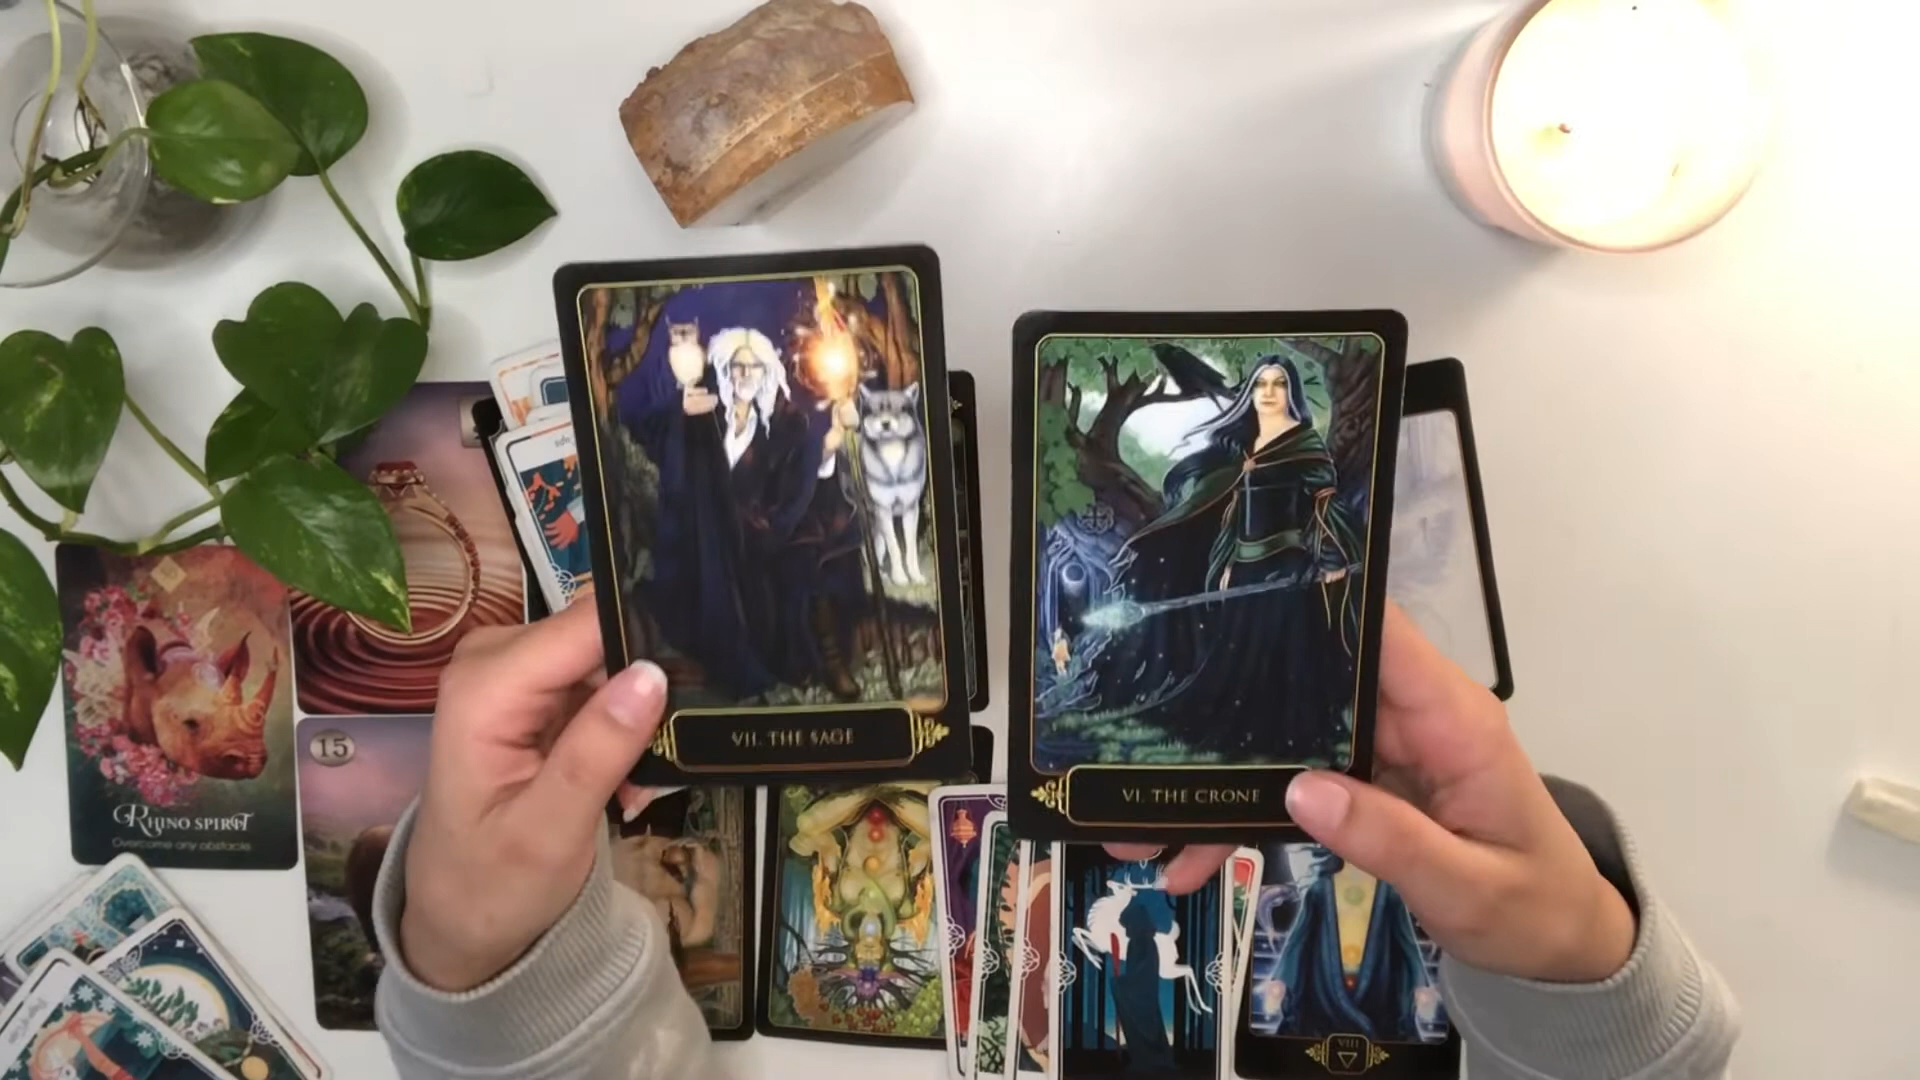 VII. THE SAGE
VI. THE CRONE
RHINO SPIRIT
Overcome any obstacle
15
VIII